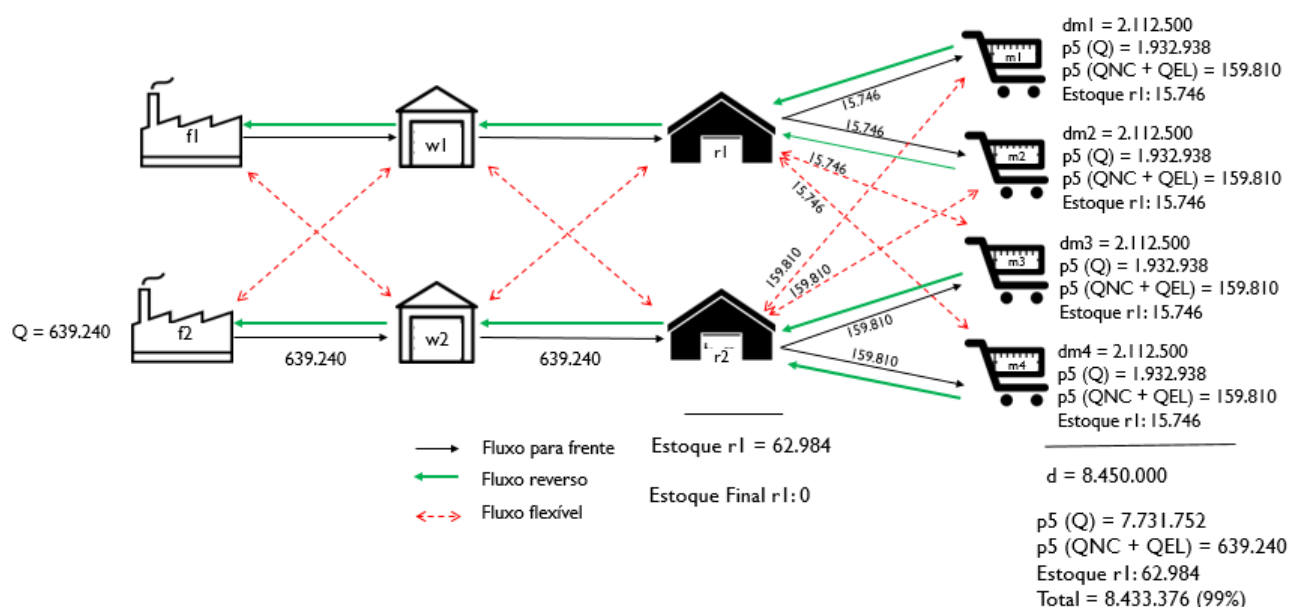 dm1 = 2.112.500
p5 (Q) = 1.932.938
p5 (QNC + QEL) = 159.810
Estoque r1: 15.746
m1
15.746
f1
w1
r1
15.746
dm2 = 2.112.500
p5 (Q) = 1.932.938
p5 (QNC + QEL) = 159.810
Estoque r1: 15.746
m2
15.746
15.746
159.810
159.810
dm3 = 2.112.500
p5 (Q) = 1.932.938
p5 (QNC + QEL) = 159.810
Estoque r1: 15.746
m3
Q = 639.240
f2
639.240
w2
639.240
r2
159.810
159.810
dm4 = 2.112.500
p5 (Q) = 1.932.938
p5 (QNC + QEL) = 159.810
Estoque r1: 15.746
m4
Fluxo para frente
Fluxo reverso
Fluxo flexível
Estoque r1 = 62.984
Estoque Final r1: 0
d = 8.450.000
p5 (Q) = 7.731.752
p5 (QNC + QEL) = 639.240
Estoque r1: 62.984
Total = 8.433.376 (99%)